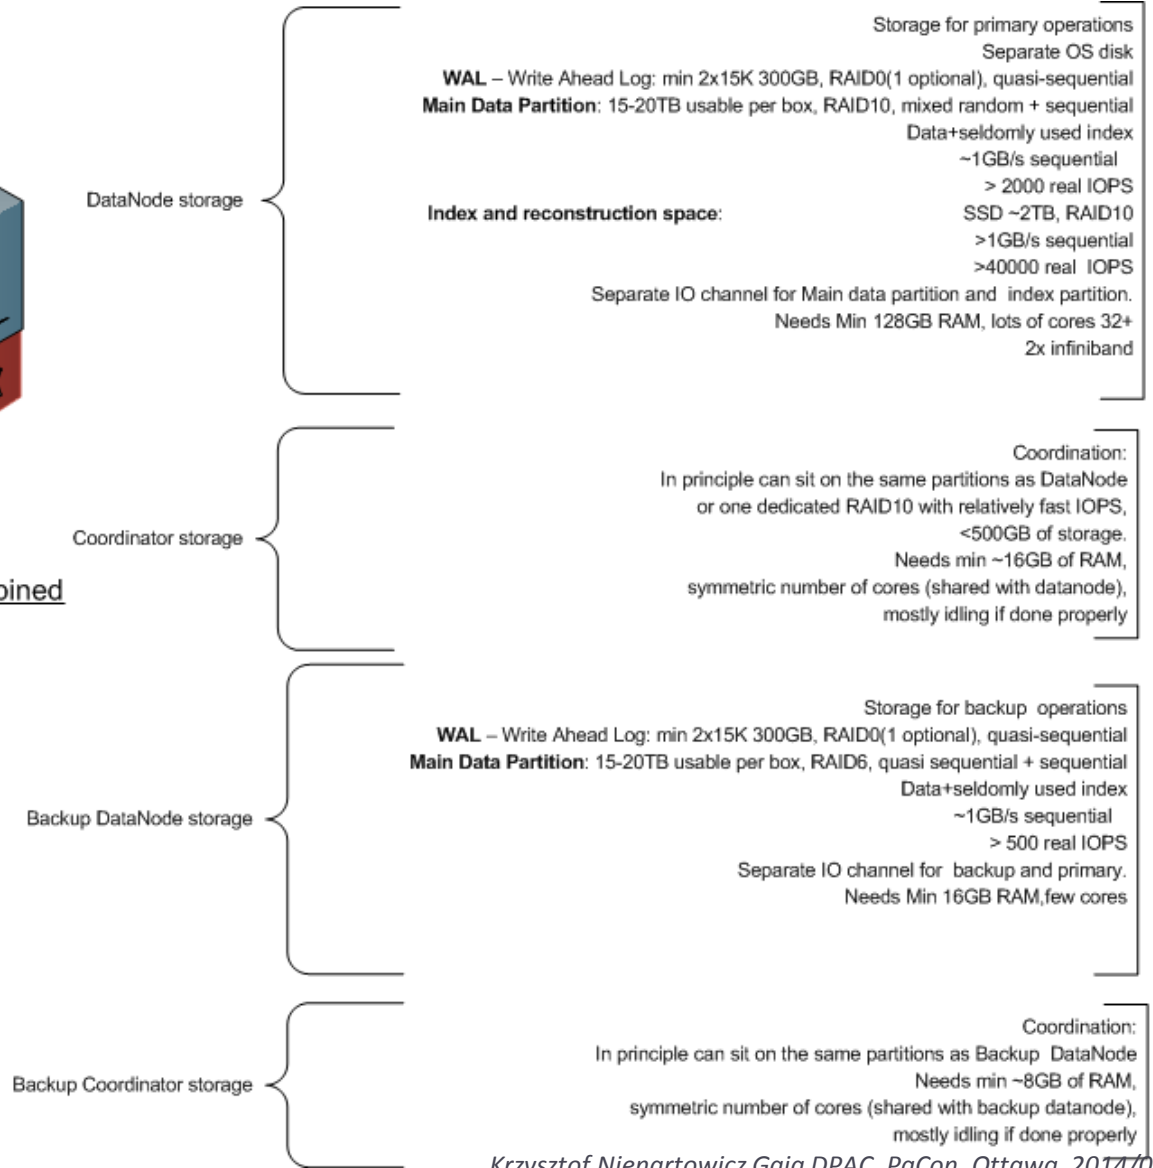 DataNode storage
Storage for primary operations
Separate OS disk
WAL – Write Ahead Log: min 2x15K 300GB, RAID0(1 optional), quasi-sequential
Main Data Partition: 15-20TB usable per box, RAID10, mixed random + sequential
Data+seldomly used index
~1GB/s sequential
> 2000 real IOPS
Index and reconstruction space: SSD ~2TB, RAID10
>1GB/s sequential
>40000 real IOPS
Separate IO channel for Main data partition and index partition.
Needs Min 128GB RAM, lots of cores 32+
2x infiniband
Coordinator storage
Coordination:
In principle can sit on the same partitions as DataNode
or one dedicated RAID10 with relatively fast IOPS,
<500GB of storage.
Needs min ~16GB of RAM,
symmetric number of cores (shared with datanode),
mostly idling if done properly
oined
Backup DataNode storage
Storage for backup operations
WAL – Write Ahead Log: min 2x15K 300GB, RAID0(1 optional), quasi-sequential
Main Data Partition: 15-20TB usable per box, RAID6, quasi sequential + sequential
Data+seldomly used index
~1GB/s sequential
> 500 real IOPS
Separate IO channel for backup and primary.
Needs Min 16GB RAM,few cores
Backup Coordinator storage
Coordination:
In principle can sit on the same partitions as Backup DataNode
Needs min ~8GB of RAM,
symmetric number of cores (shared with backup datanode),
mostly idling if done properly
Krzysztof Nienartowicz Gaia DPAC, PgCon, Ottawa, 2014/0